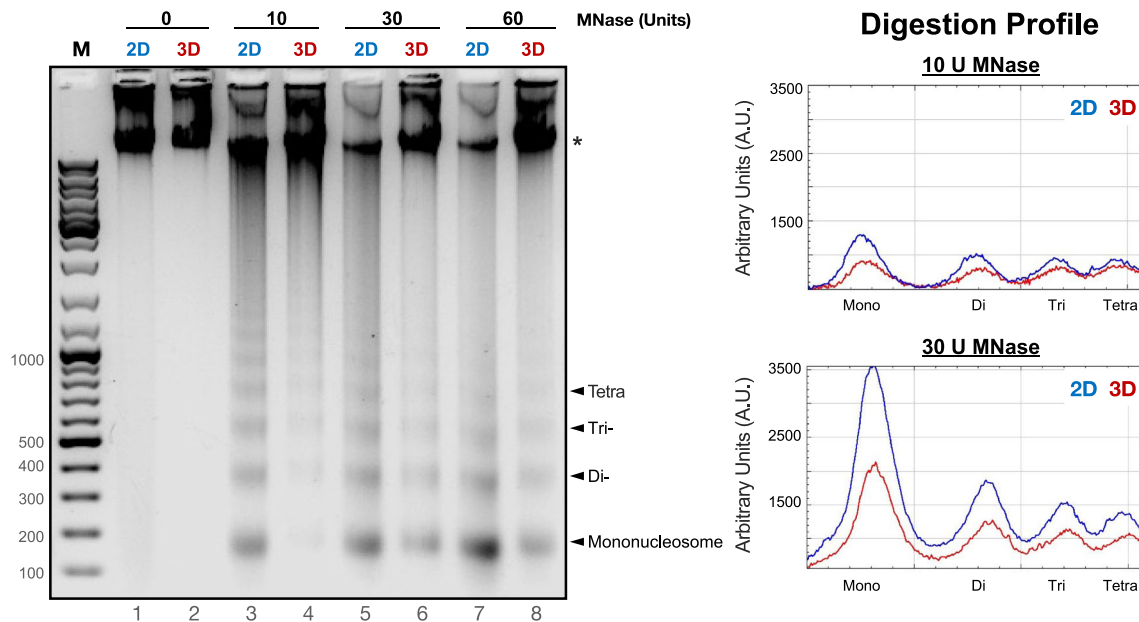 0 10 30 60 MNase (Units)
M 2D 3D 2D 3D 2D 3D 2D 3D
*
1000
Tetra
Tri-
500
400
Di-
300
200
Mononucleosome
100
1 2 3 4 5 6 7 8
Digestion Profile
10 U MNase
3500
2D 3D
2500
1500
Arbitrary Units (A.U.)
Mono Di Tri Tetra
30 U MNase
3500
2D 3D
2500
1500
Arbitrary Units (A.U.)
Mono Di Tri Tetra